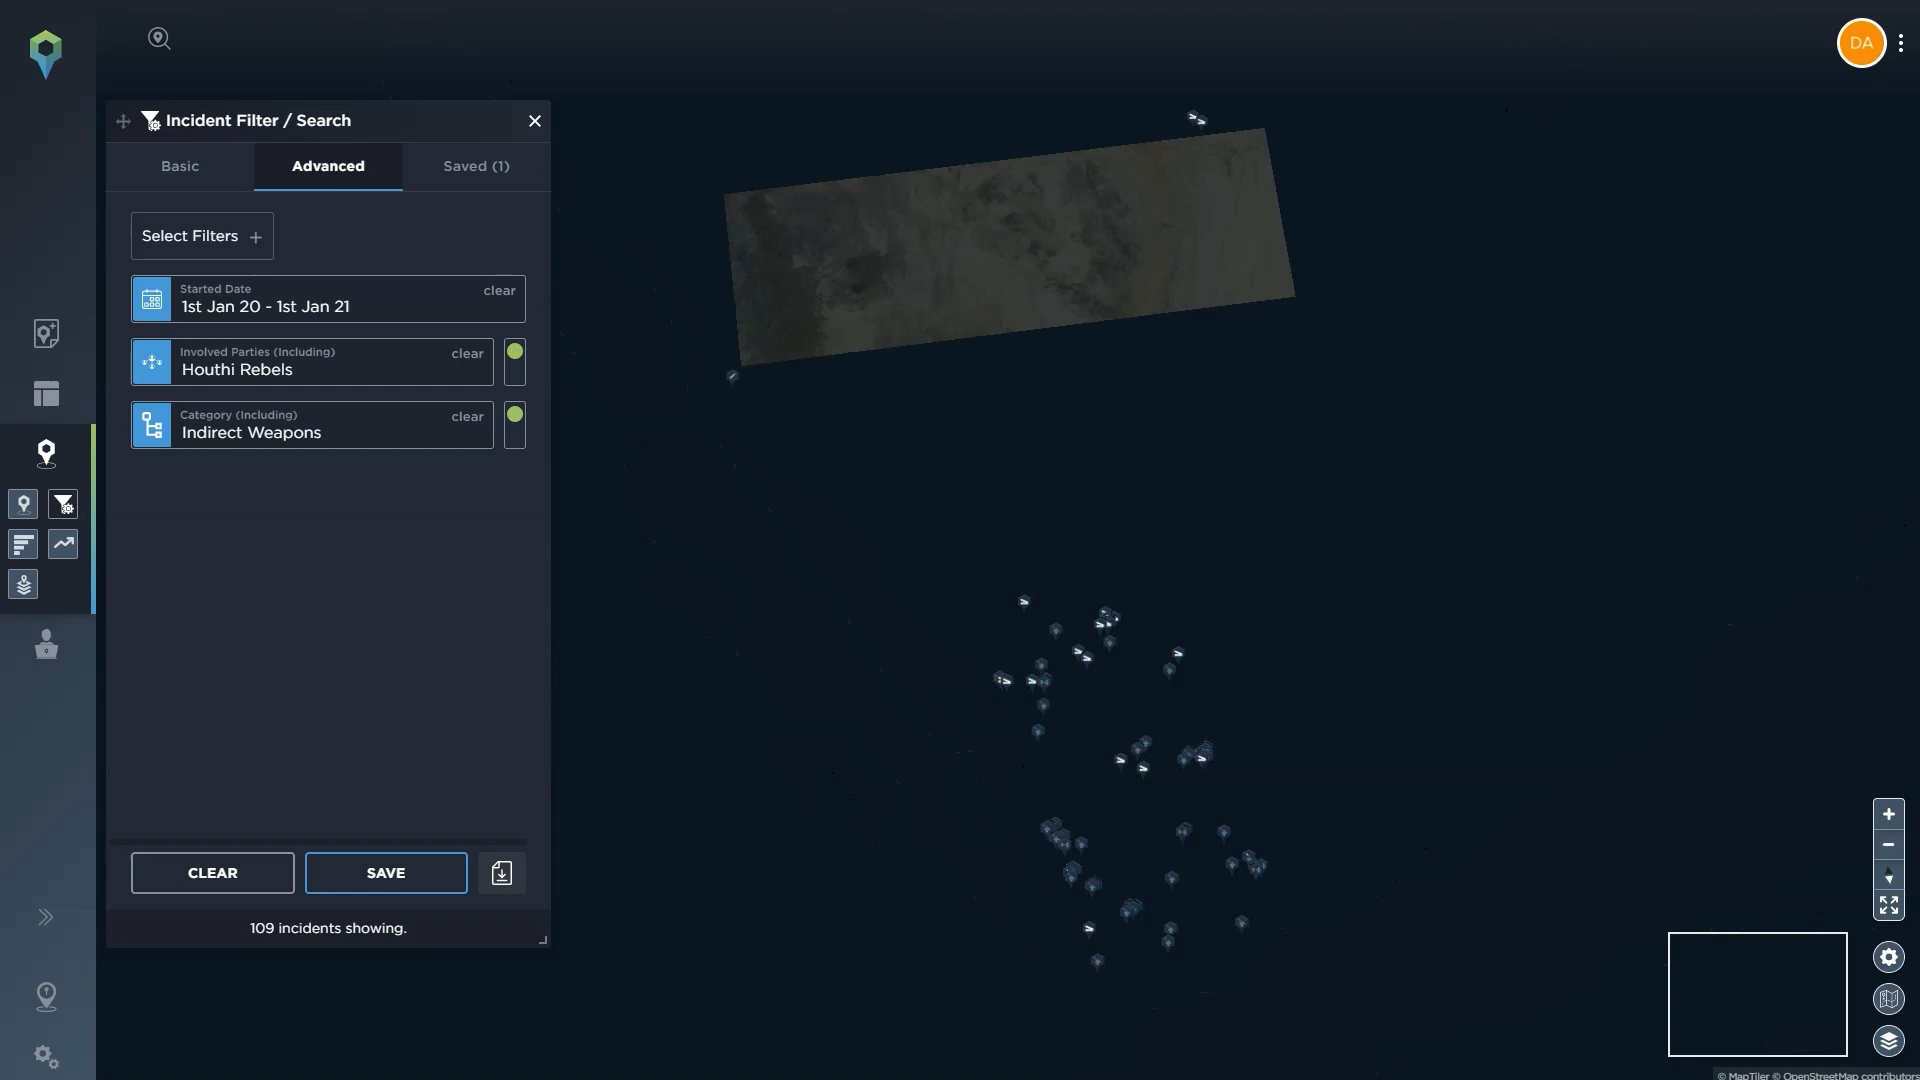 DA
Incident Filter / Search
Basic
Advanced
Saved (1)
Select Filters +
Started Date
clear
1st Jan 20 - 1st Jan 21
Involved Parties (Including)
clear
Houthi Rebels
Category (Including)
clear
Indirect Weapons
CLEAR
SAVE
109 incidents showing.
© MapTiler © OpenStreetMap contributors